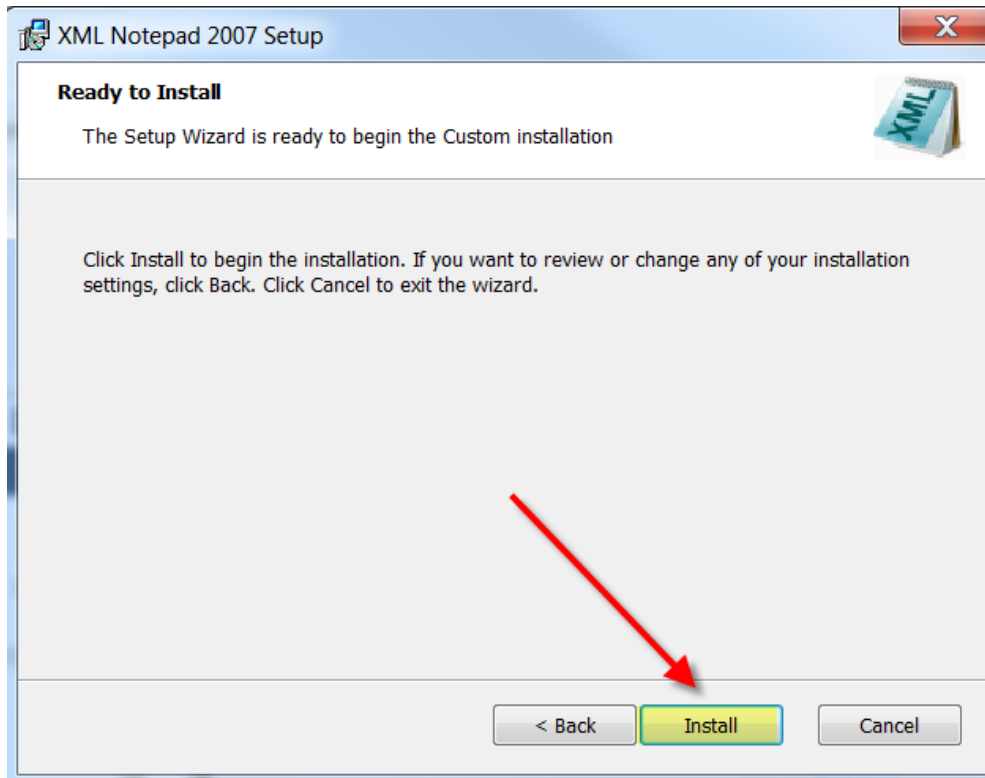 XML Notepad 2007 Setup
X
Ready to Install
The Setup Wizard is ready to begin the Custom installation
XML
Click Install to begin the installation. If you want to review or change any of your installation
settings, click Back. Click Cancel to exit the wizard.
< Back Install Cancel